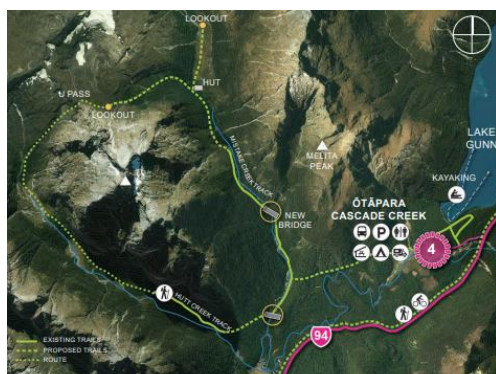 LOOKOUT
HUT
U PASS
LOOKOUT
MISTAKE CREEK TRACK
MELITA
PEAK
LAKE
GUNN
KAYAKING
ŌTĀPARA
CASCADE CREEK
NEW
BRIDGE
P
4
HUTT CREEK TRACK
94
EXISTING TRAILS
PROPOSED TRAILS
ROUTE